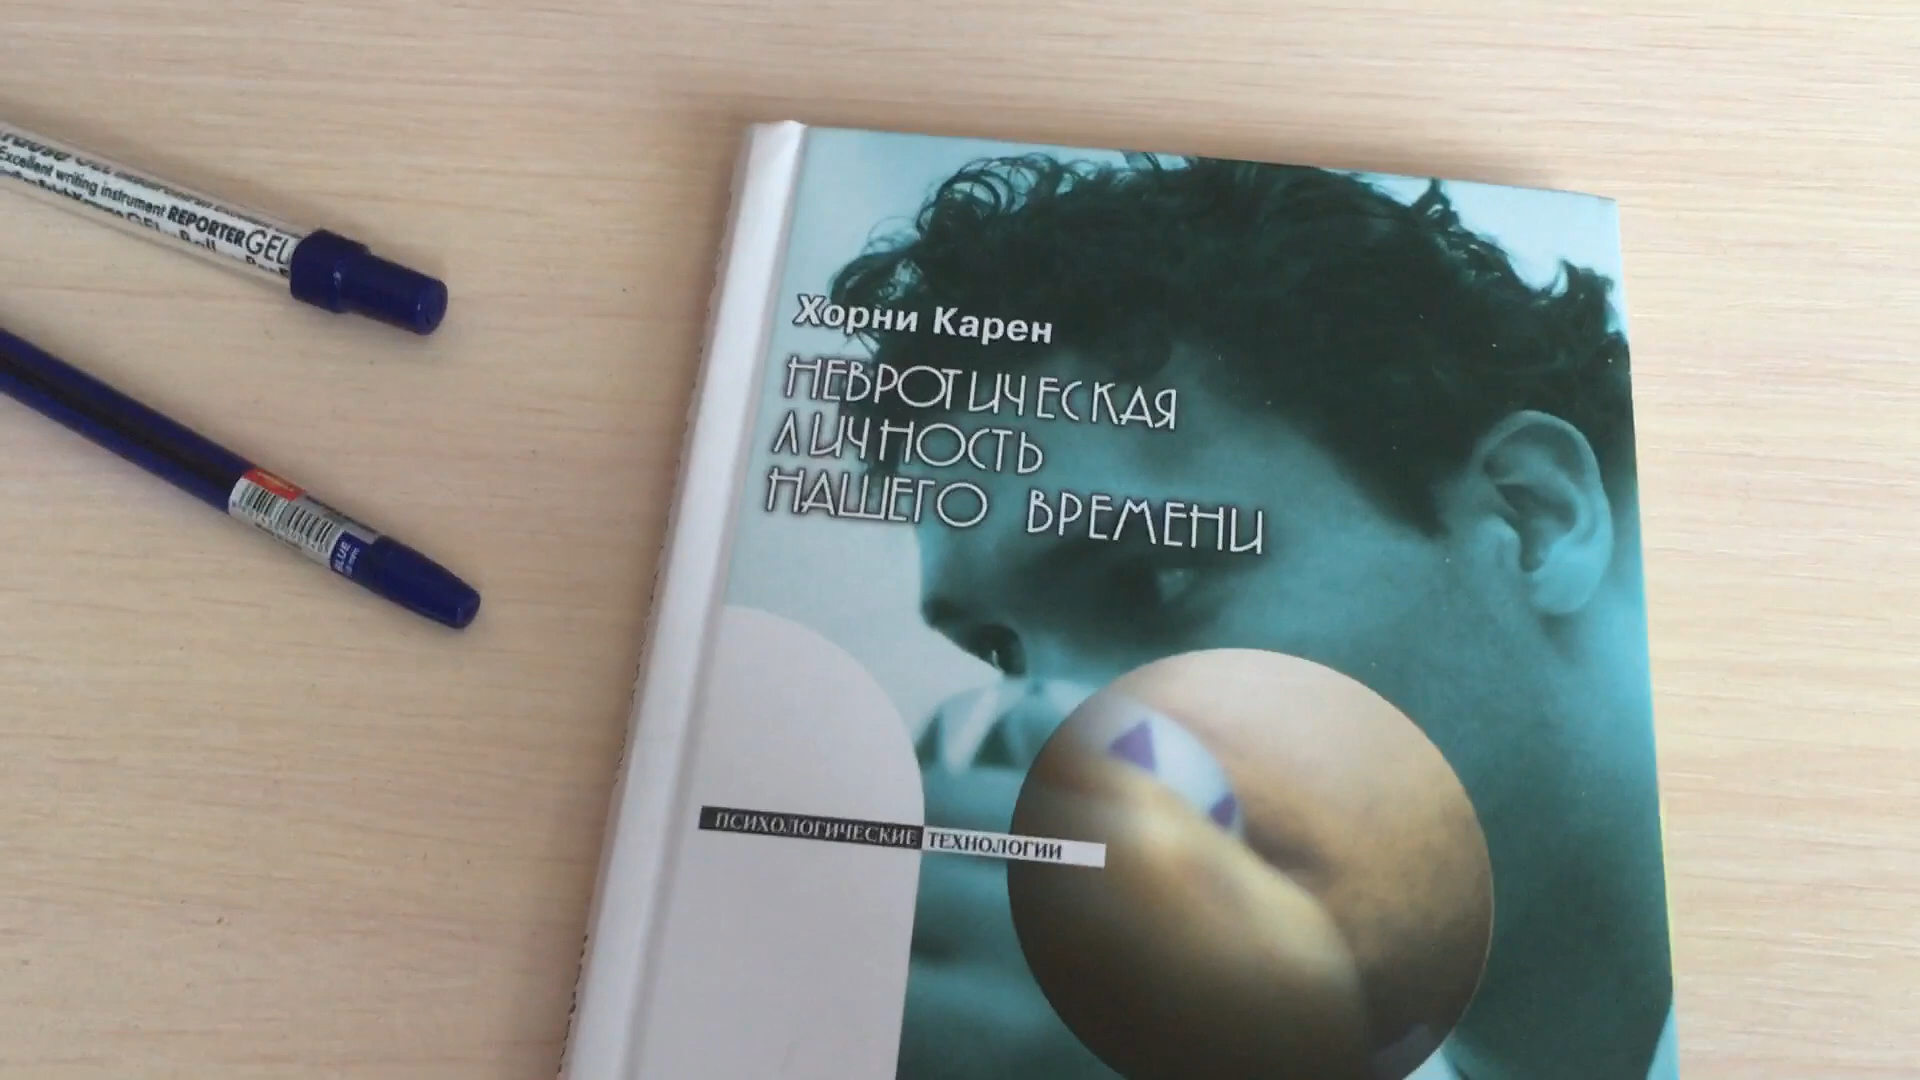 Excellent writing instrument REPORTER GEL
BLUE
Хорни Карен
НЕВРОТИЧЕСКАЯ
ЛИЧНОСТЬ
НАШЕГО ВРЕМЕНИ
ПСИХОЛОГИЧЕСКИЕ ТЕХНОЛОГИИ